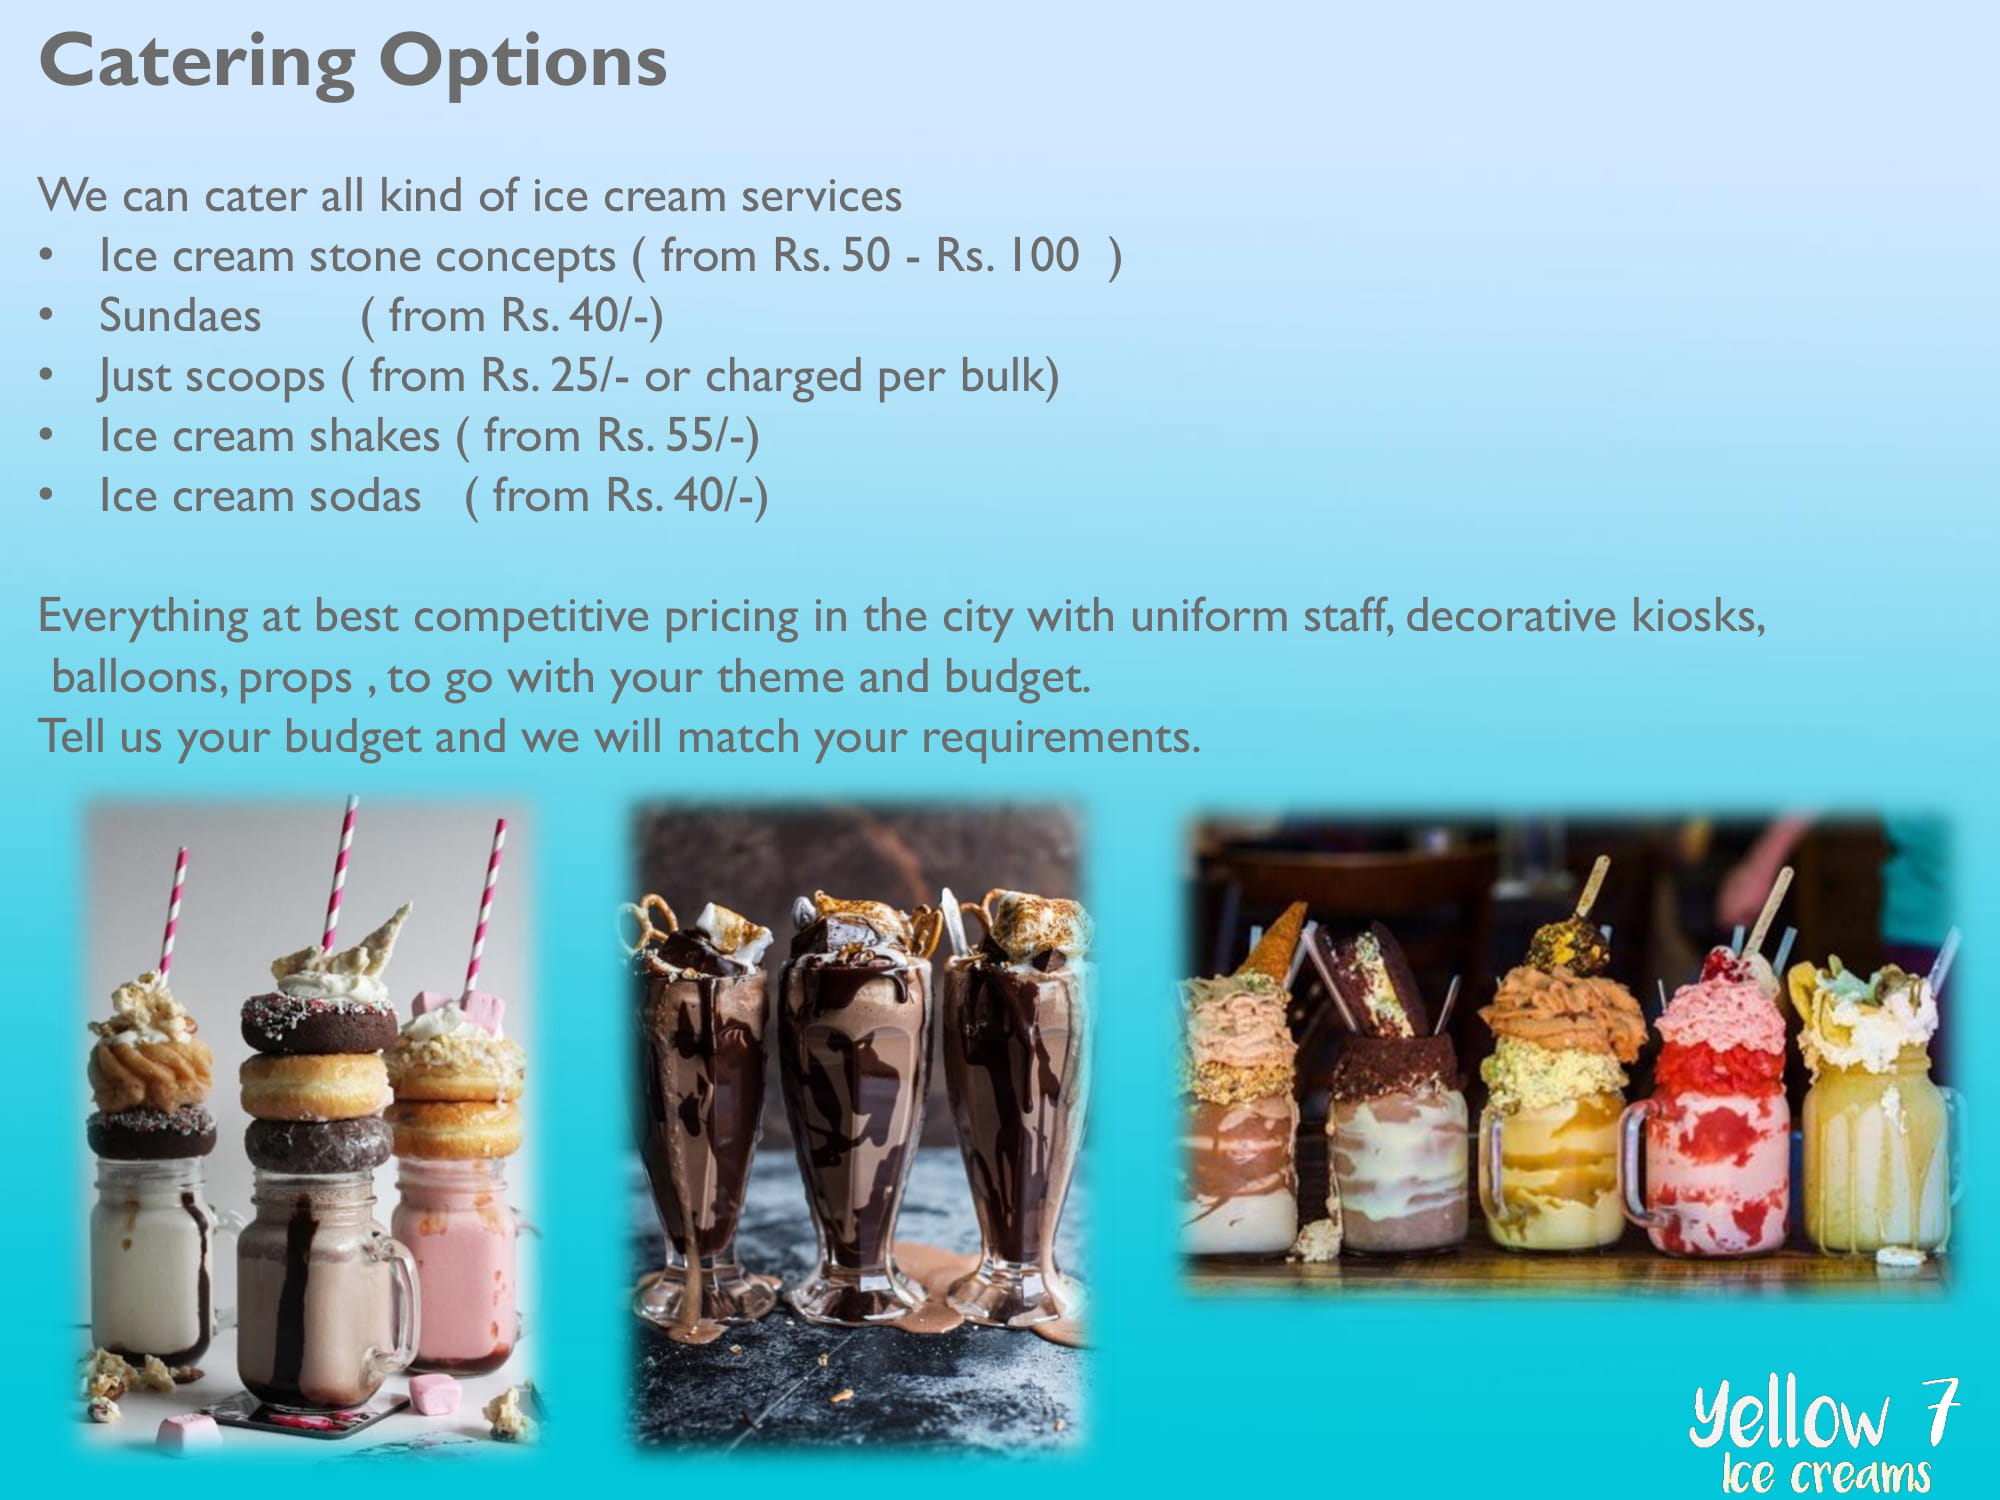 Catering Options
We can cater all kind of ice cream services
• Ice cream stone concepts ( from Rs. 50 - Rs. 100 )
• Sundaes ( from Rs. 40/-)
• Just scoops ( from Rs. 25/- or charged per bulk)
• Ice cream shakes ( from Rs. 55/-)
• Ice cream sodas ( from Rs. 40/-)
Everything at best competitive pricing in the city with uniform staff, decorative kiosks,
balloons, props , to go with your theme and budget.
Tell us your budget and we will match your requirements.
Yellow 7
Ice creams